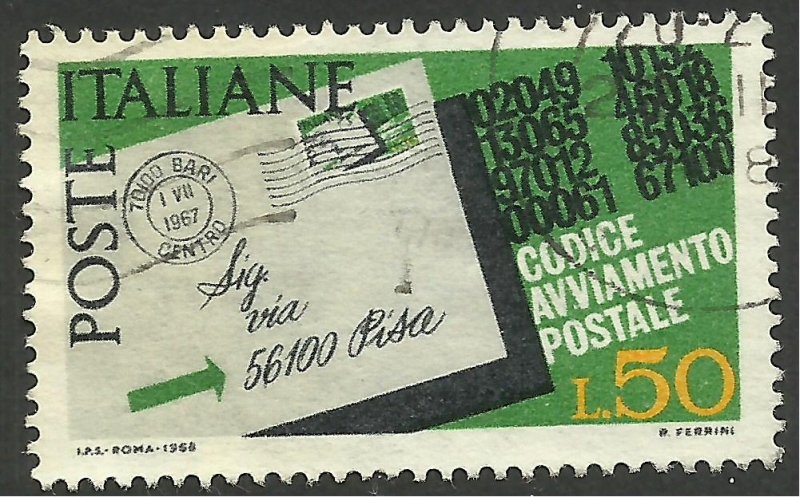 POSTE
ITALIANE
70100 BARI
1 VII
1967
CENTRO
Sig.
via
56100 Pisa
02049
13065
97012
00061
10134
46018
85036
67100
CODICE
AVVIAMENTO
POSTALE
L.50
I.P.S.-ROMA-1968
R. FERRINI